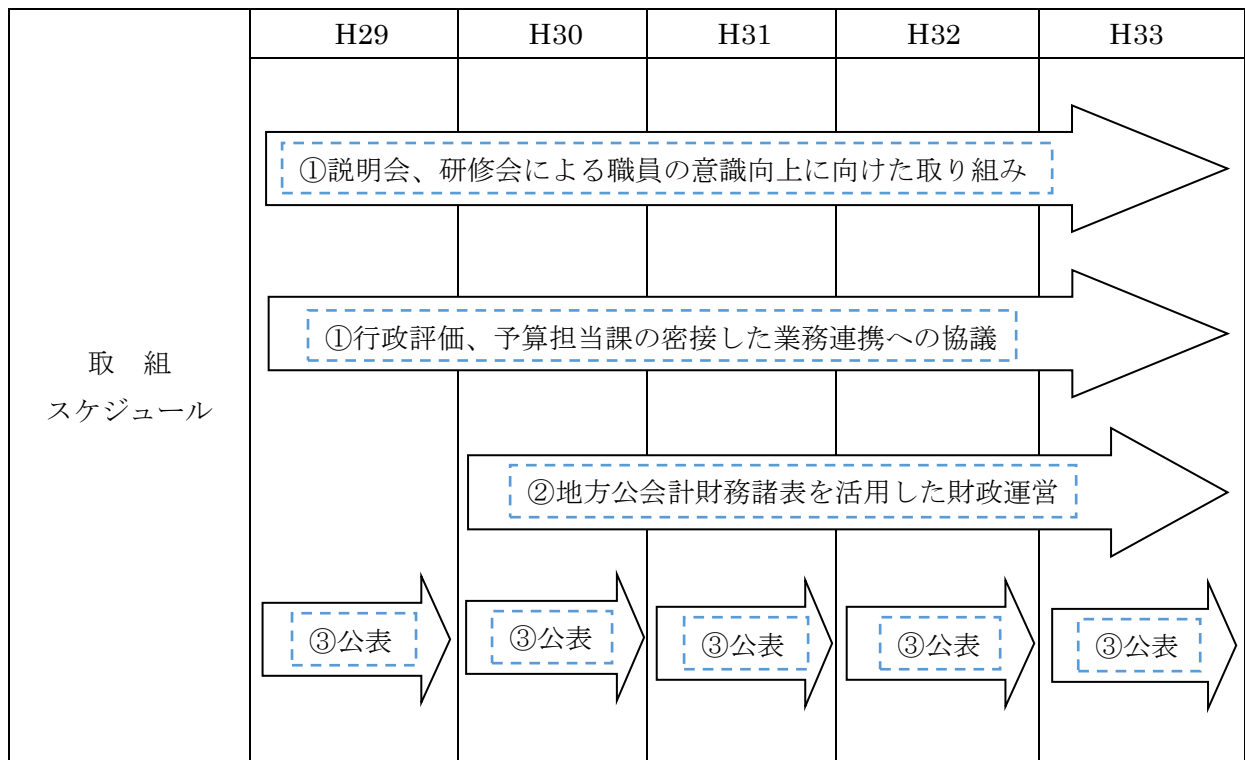 H29 H30 H31 H32 H33
①説明会、研修会による職員の意識向上に向けた取り組み
①行政評価、予算担当課の密接した業務連携への協議
取 組
スケジュール
②地方公会計財務諸表を活用した財政運営
③公表 ③公表 ③公表 ③公表 ③公表